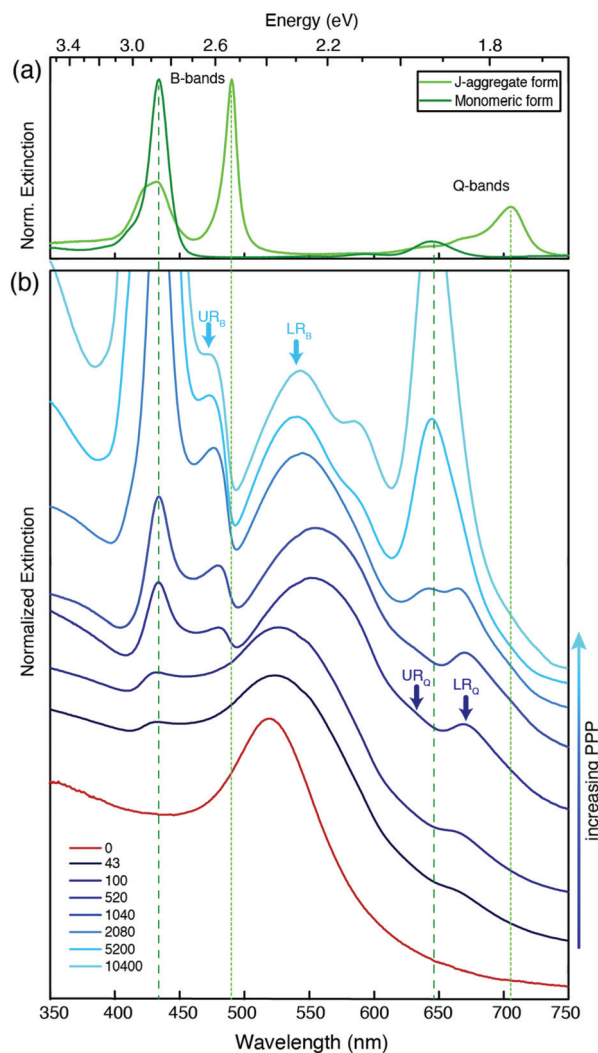 Energy (eV)
3.4 3.0 2.6 2.2 1.8
(a)
B-bands
J-aggregate form
Monomeric form
Q-bands
Norm. Extinction
(b)
UR_B
LR_B
UR_Q
LR_Q
Normalized Extinction
increasing PPP
0
43
100
520
1040
2080
5200
10400
350 400 450 500 550 600 650 700 750
Wavelength (nm)